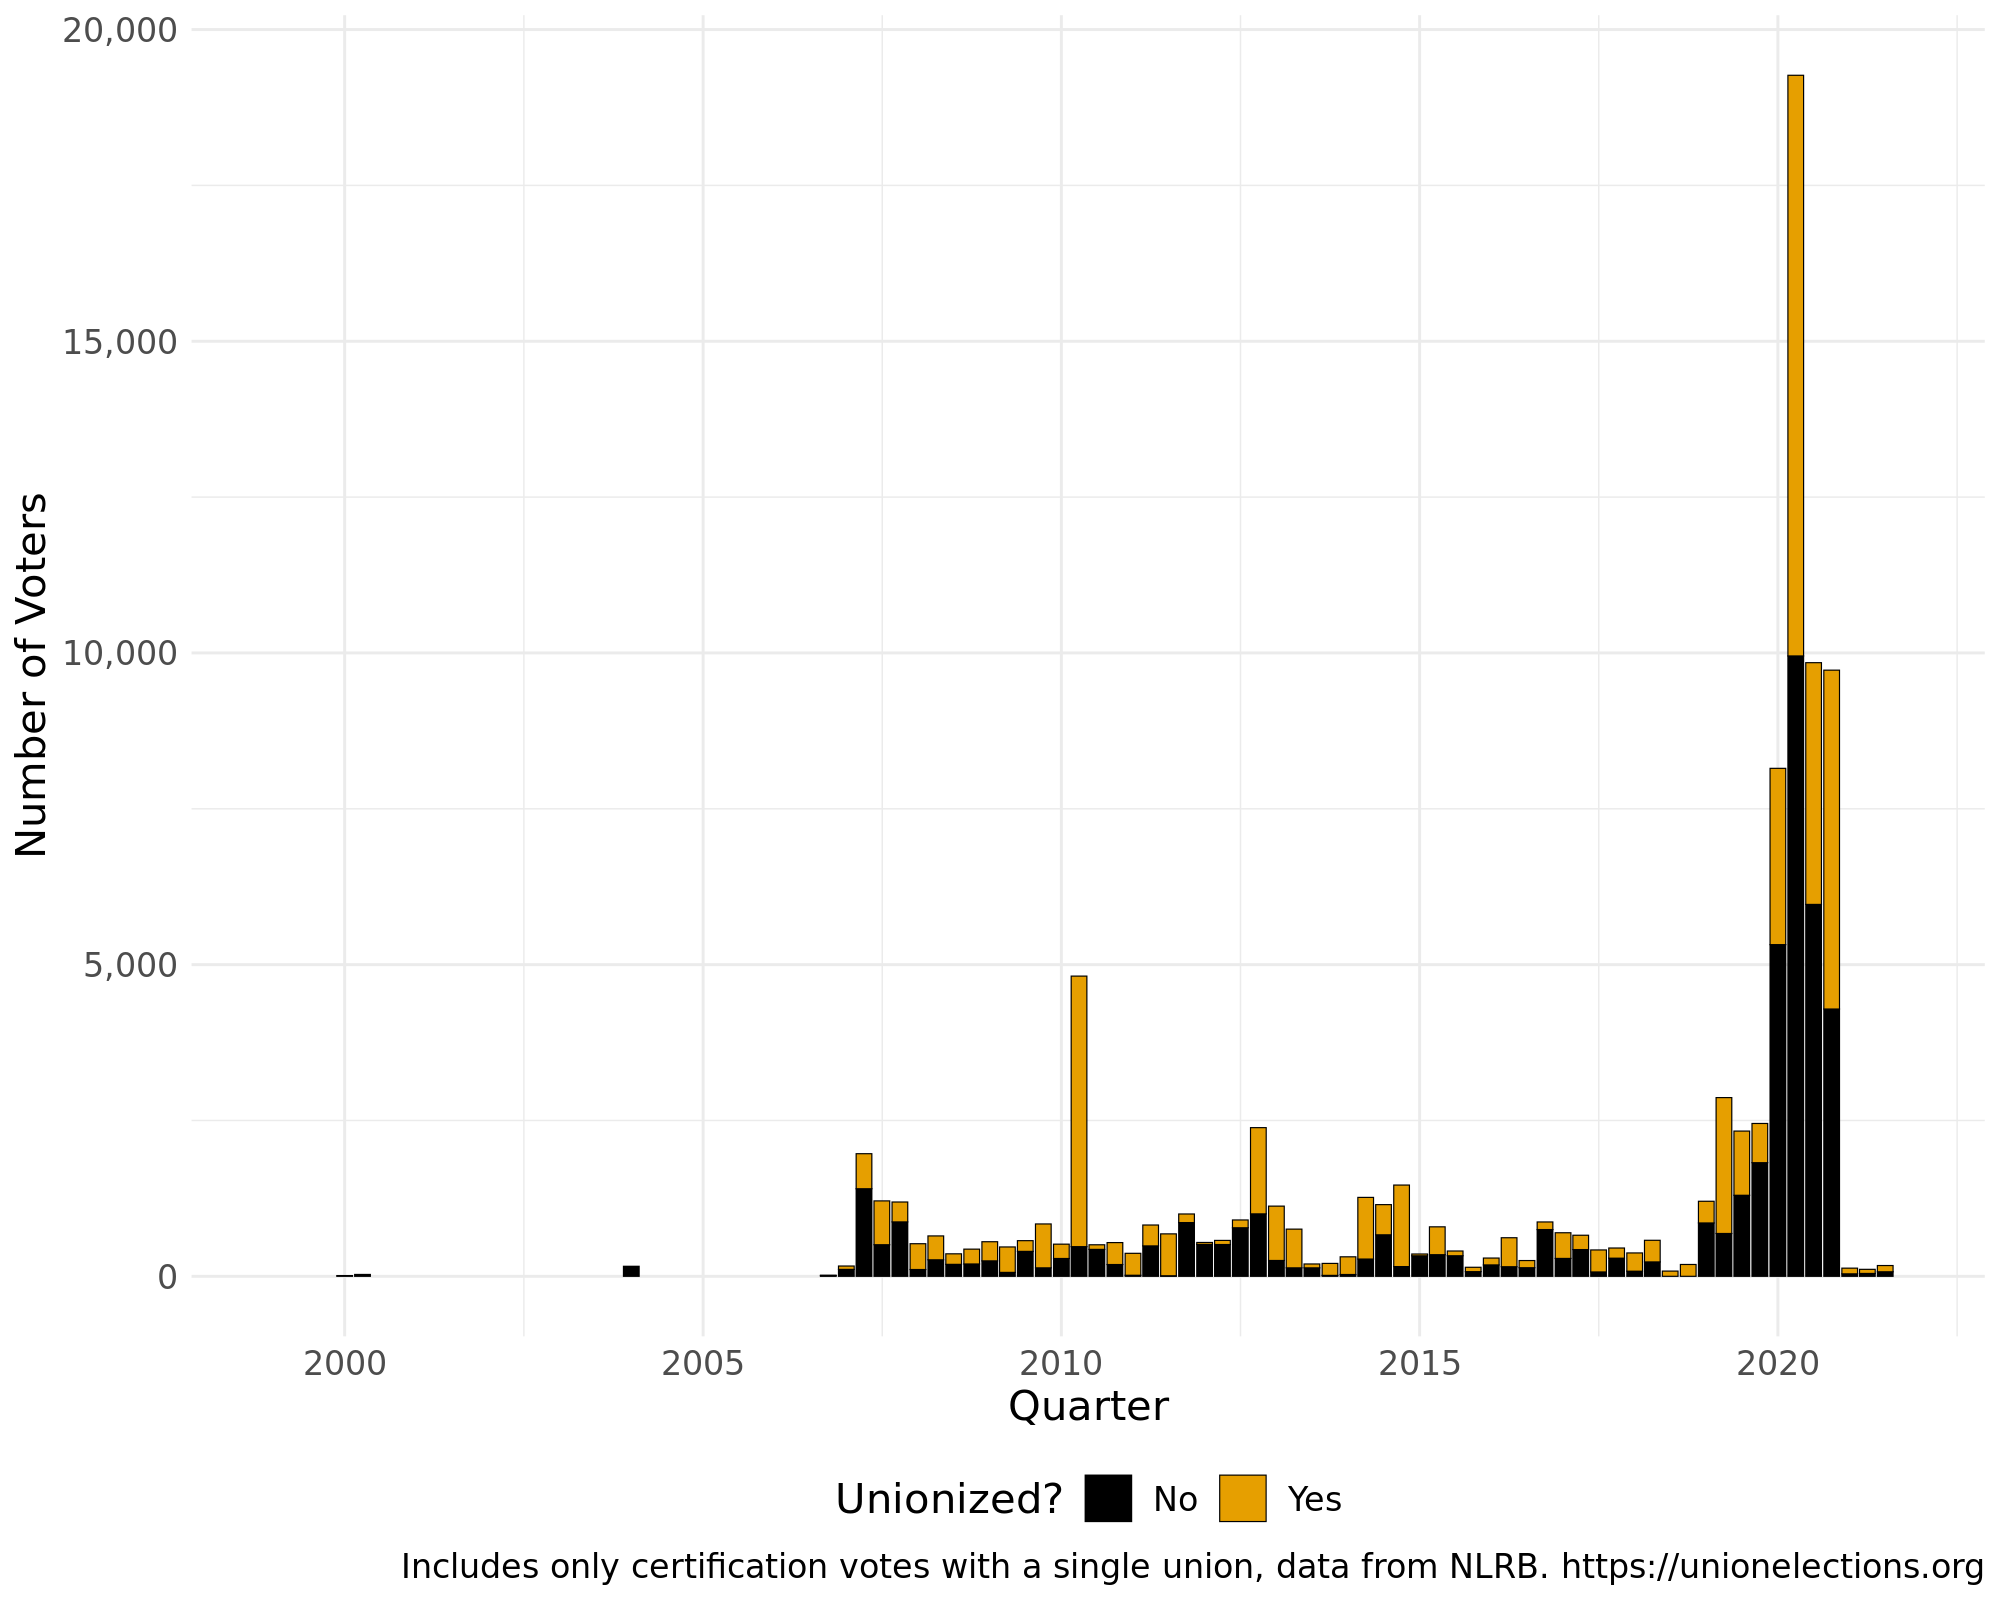 20,000
15,000
10,000
5,000
0
Number of Voters
2000 2005 2010 2015 2020
Quarter
Unionized? No Yes
Includes only certification votes with a single union, data from NLRB. https://unionelections.org